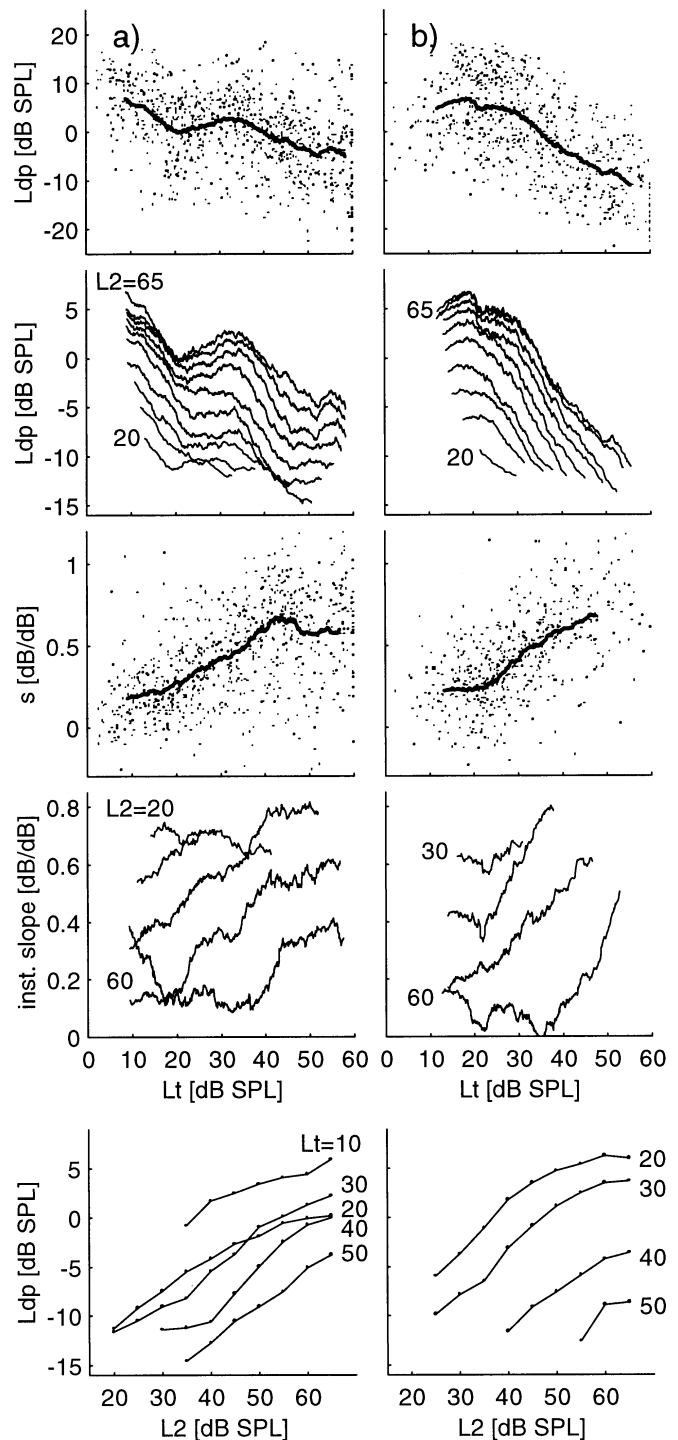 a)
b)
Ldp [dB SPL]
20
10
0
-10
-20
L2=65
20
65
20
Ldp [dB SPL]
5
0
-5
-10
-15
s [dB/dB]
1
0.5
0
L2=20
60
30
60
inst. slope [dB/dB]
0.8
0.6
0.4
0.2
0
0 10 20 30 40 50 60
0 10 20 30 40 50 60
Lt [dB SPL]
Lt [dB SPL]
Lt=10
30
20
40
50
20
30
40
50
Ldp [dB SPL]
5
0
-5
-10
-15
20 30 40 50 60
20 30 40 50 60
L2 [dB SPL]
L2 [dB SPL]